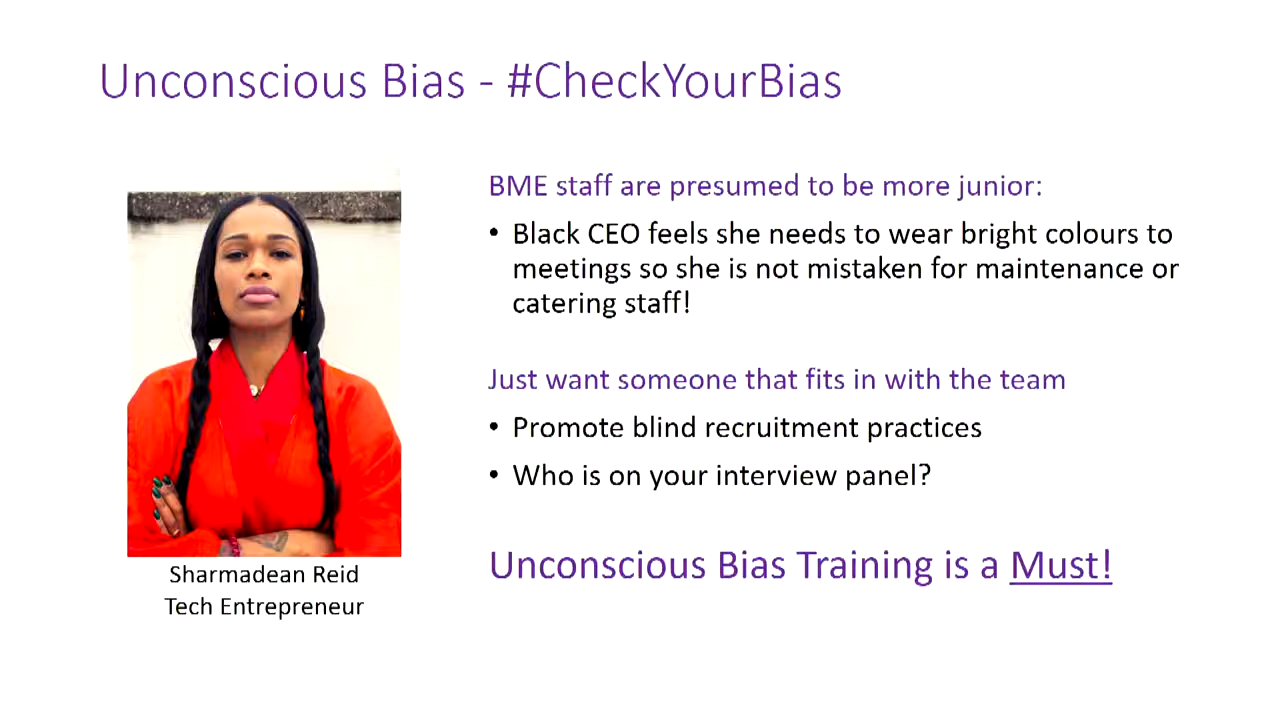 Unconscious Bias - #CheckYourBias
BME staff are presumed to be more junior:
• Black CEO feels she needs to wear bright colours to
meetings so she is not mistaken for maintenance or
catering staff!
Just want someone that fits in with the team
• Promote blind recruitment practices
• Who is on your interview panel?
Unconscious Bias Training is a Must!
Sharmadean Reid
Tech Entrepreneur